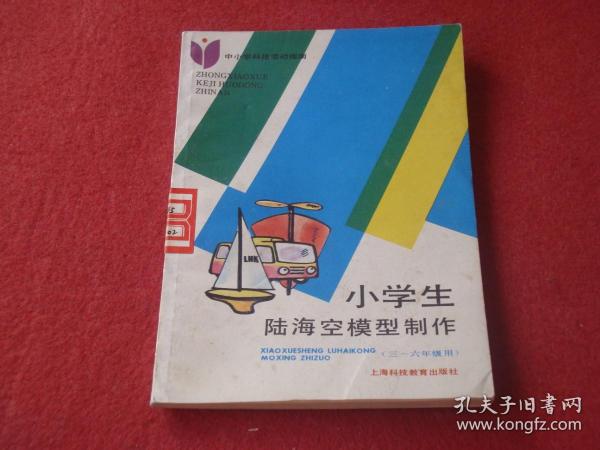 中小学科技活动指南
ZHONGXIAOXUE
KEJI HUODONG
ZHINAN
LHK
小学生
陆海空模型制作
XIAOXUESHENG LUHAIKONG
MOXING ZHIZUO
(三一六年级用)
上海科技教育出版社
孔夫子旧书网
www.kongfz.com